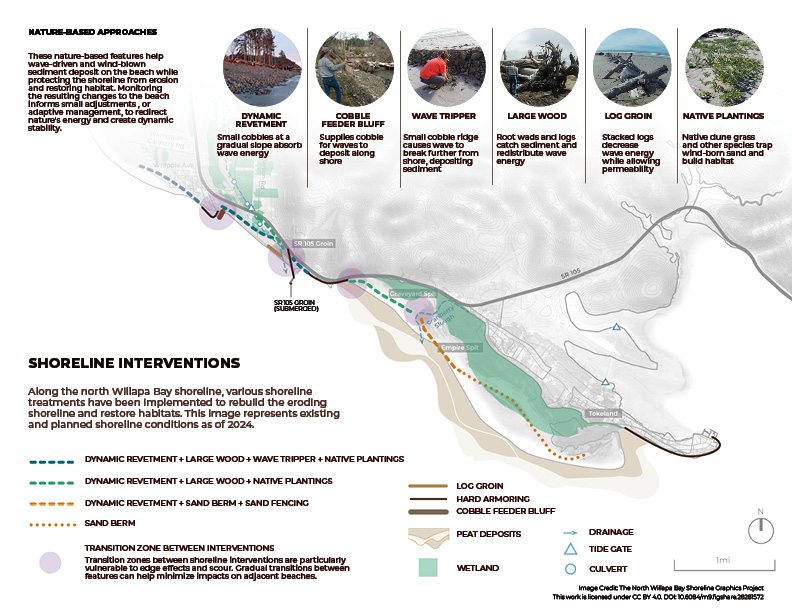 NATURE-BASED APPROACHES
These nature-based features help
wave-driven and wind-blown
sediment deposit on the beach while
protecting the shoreline from erosion
and restoring habitat. Monitoring
the resulting changes to the beach
informs small adjustments , or
adaptive management, to redirect
nature's energy and create dynamic
stability.
DYNAMIC
REVETMENT
Small cobbles at a
gradual slope absorb
wave energy
COBBLE
FEEDER BLUFF
Supplies cobble
for waves to
deposit along
shore
WAVE TRIPPER
Small cobble ridge
causes wave to
break further from
shore, depositing
sediment
LARGE WOOD
Root wads and logs
catch sediment and
redistribute wave
energy
LOG GROIN
Stacked logs
decrease
wave energy
while allowing
permeability
NATIVE PLANTINGS
Native dune grass
and other species trap
wind-born sand and
build habitat
SR 105 Groin
SR 105
SR 105 GROIN
(SUBMERGED)
Graveyard Spit
Cranberry
Slough
Empire Spit
Tokeland
SHORELINE INTERVENTIONS
Along the north Willapa Bay shoreline, various shoreline
treatments have been implemented to rebuild the eroding
shoreline and restore habitats. This image represents existing
and planned shoreline conditions as of 2024.
DYNAMIC REVETMENT + LARGE WOOD + WAVE TRIPPER + NATIVE PLANTINGS
DYNAMIC REVETMENT + LARGE WOOD + NATIVE PLANTINGS
DYNAMIC REVETMENT + SAND BERM + SAND FENCING
SAND BERM
TRANSITION ZONE BETWEEN INTERVENTIONS
Transition zones between shoreline interventions are particularly
vulnerable to edge effects and scour. Gradual transitions between
features can help minimize impacts on adjacent beaches.
LOG GROIN
HARD ARMORING
COBBLE FEEDER BLUFF
PEAT DEPOSITS
WETLAND
DRAINAGE
TIDE GATE
CULVERT
N
1mi
Image Credit: The North Willapa Bay Shoreline Graphics Project
This work is licensed under CC BY 4.0. DOI: 10.6084/m9.figshare.28281572